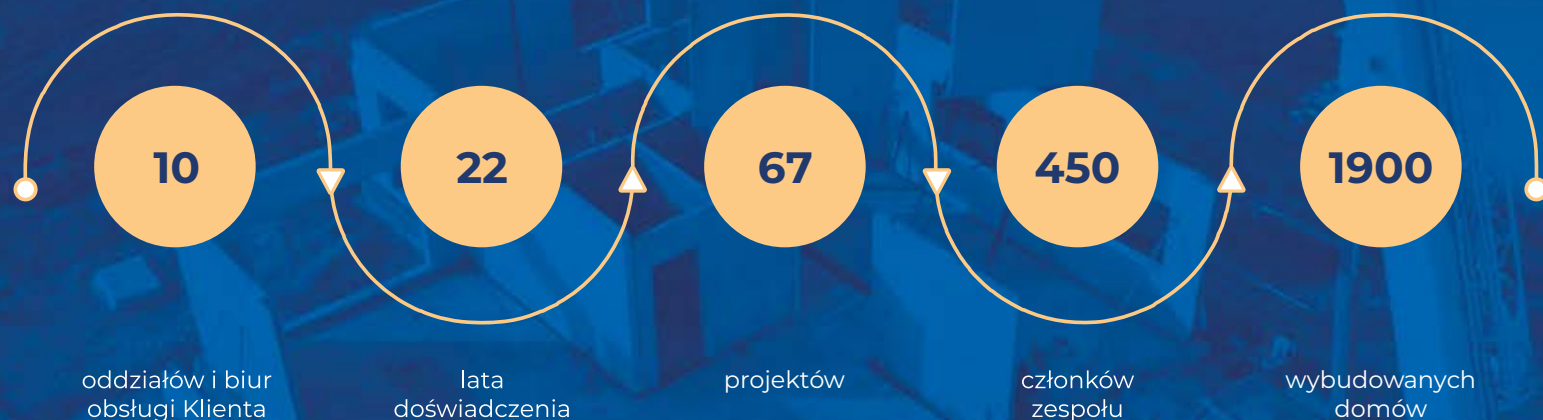 10
22
67
450
1900
oddziałów i biur
obsługi Klienta
lata
doświadczenia
projektów
członków
zespołu
wybudowanych
domów